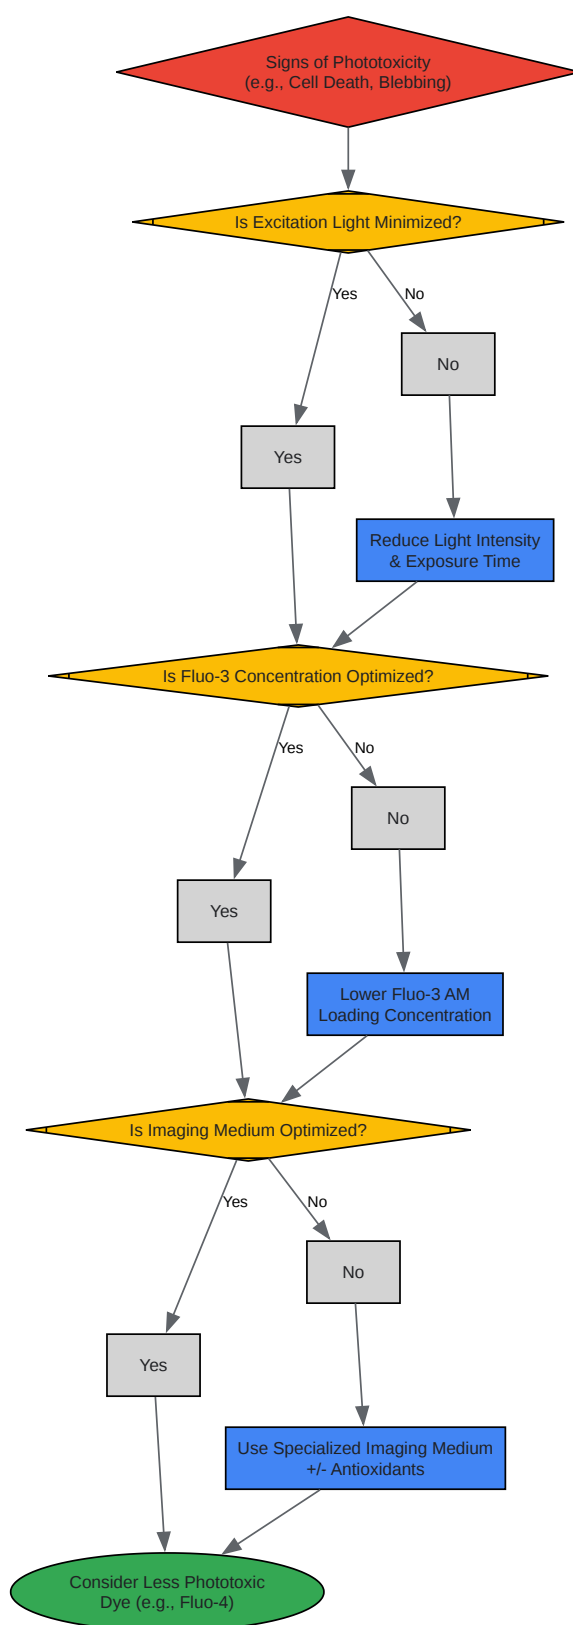 Signs of Phototoxicity
(e.g., Cell Death, Blebbing)
Is Excitation Light Minimized?
Yes
No
No
Yes
Reduce Light Intensity
& Exposure Time
Is Fluo-3 Concentration Optimized?
Yes
No
No
Yes
Lower Fluo-3 AM
Loading Concentration
Is Imaging Medium Optimized?
Yes
No
No
Yes
Use Specialized Imaging Medium
+/- Antioxidants
Consider Less Phototoxic
Dye (e.g., Fluo-4)